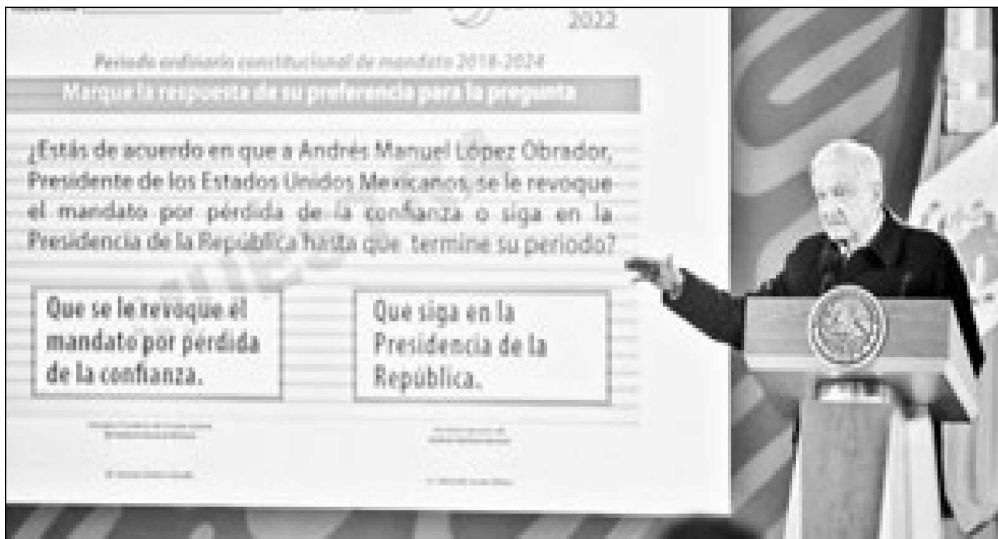 2022
Periodo ordinario constitucional de mandato 2018-2024
Marque la respuesta de su preferencia para la pregunta
¿Estás de acuerdo en que a Andrés Manuel López Obrador,
Presidente de los Estados Unidos Mexicanos, se le revoque
el mandato por pérdida de la confianza o siga en la
Presidencia de la República hasta que termine su periodo?
Que se le revoque el
mandato por pérdida
de la confianza.
Que siga en la
Presidencia de la
República.